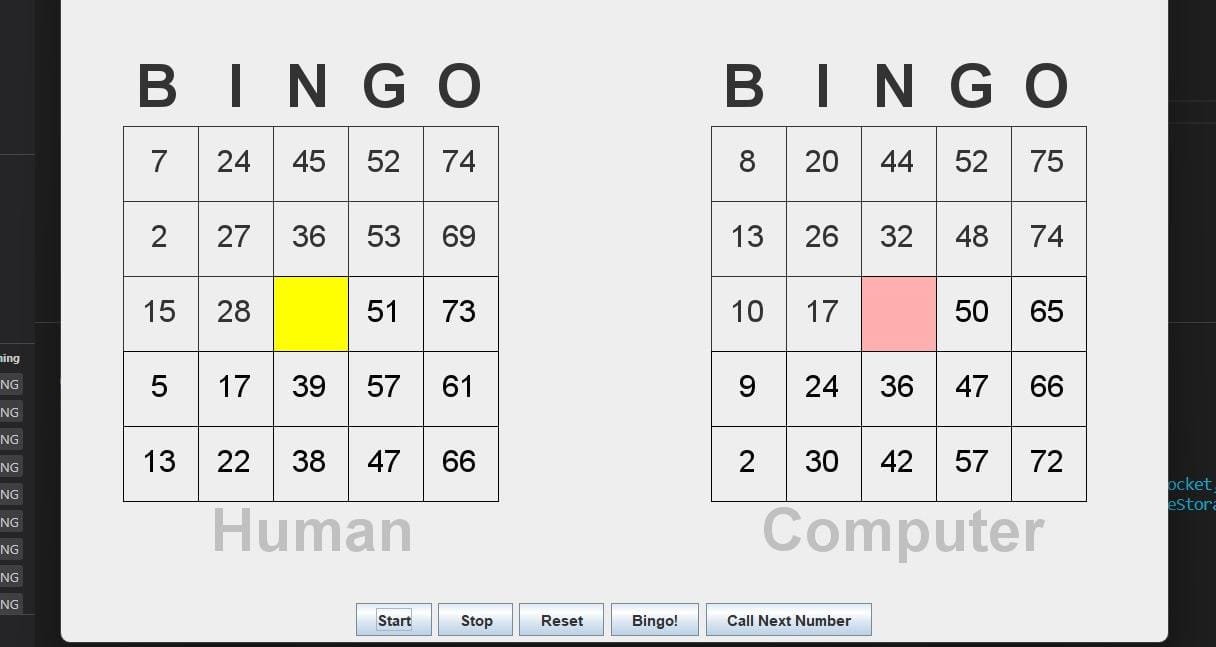 B I N G O
7 24 45 52 74
2 27 36 53 69
15 28 51 73
5 17 39 57 61
13 22 38 47 66
Human
B I N G O
8 20 44 52 75
13 26 32 48 74
10 17 50 65
9 24 36 47 66
2 30 42 57 72
Computer
Start Stop Reset Bingo! Call Next Number
ning
NG
NG
NG
NG
NG
NG
NG
NG
NG
ocket,
eStora